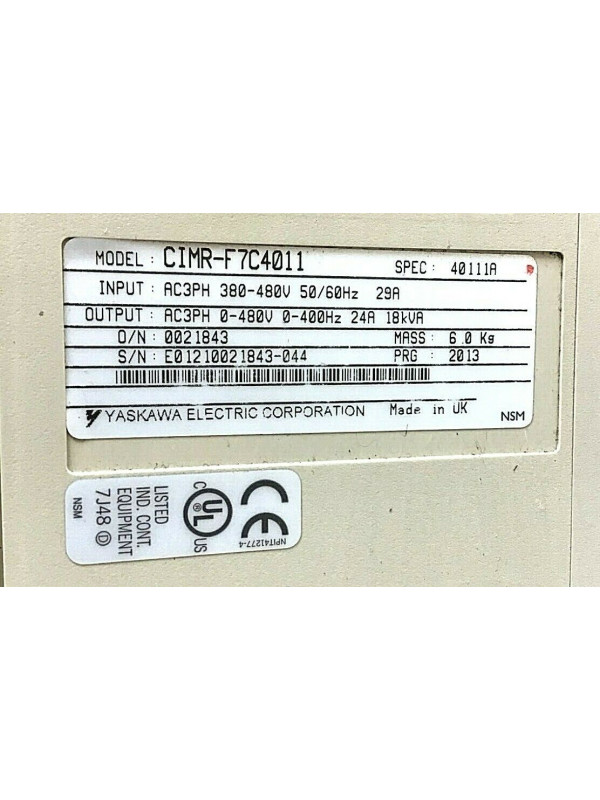 MODEL : CIMR-F7C4011 SPEC: 40111A
INPUT : AC3PH 380-480V 50/60Hz 29A
OUTPUT : AC3PH 0-480V 0-400Hz 24A 18kVA
O/N : 0021843 MASS: 6.0 Kg
S/N : E01210021843-044 PRG : 2013
YASKAWA ELECTRIC CORPORATION Made in UK NSM
LISTED
IND. CONT.
EQUIPMENT
7J48 D
NSM
C UL US
®
CE
NPIT41277-4